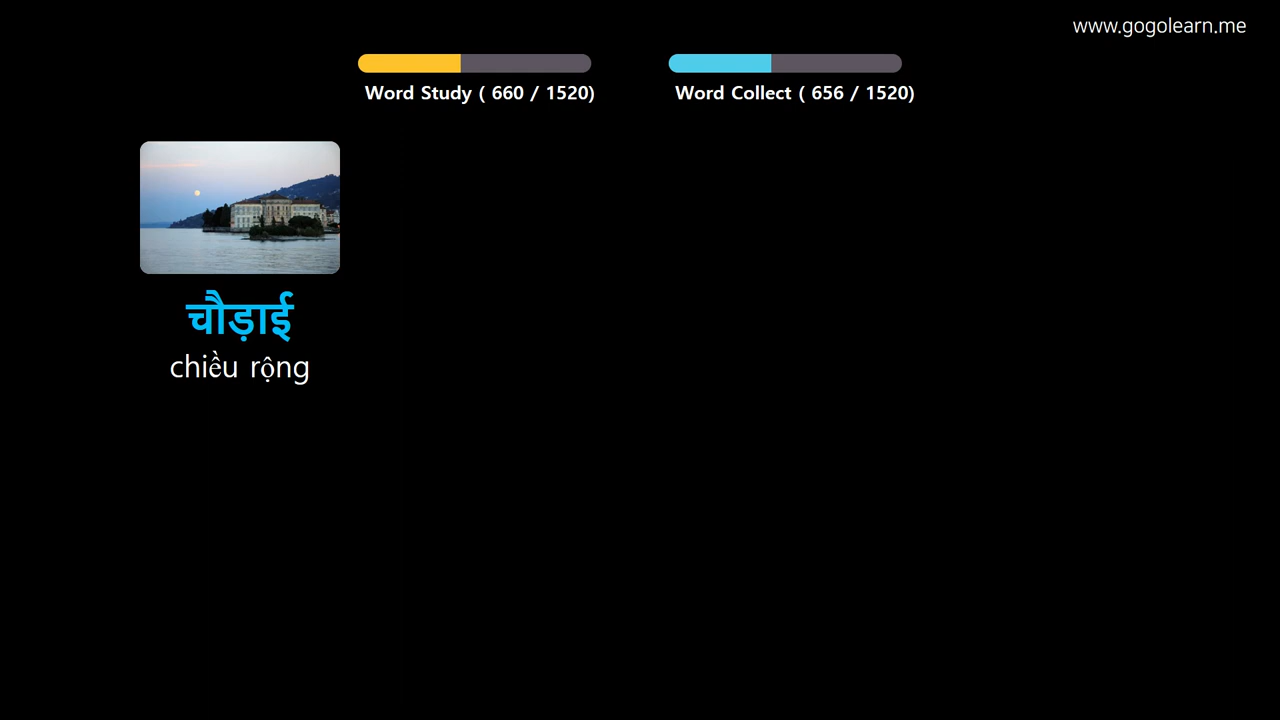 www.gogolearn.me
Word Study ( 660 / 1520)
Word Collect ( 656 / 1520)
चौड़ाई
chiều rộng